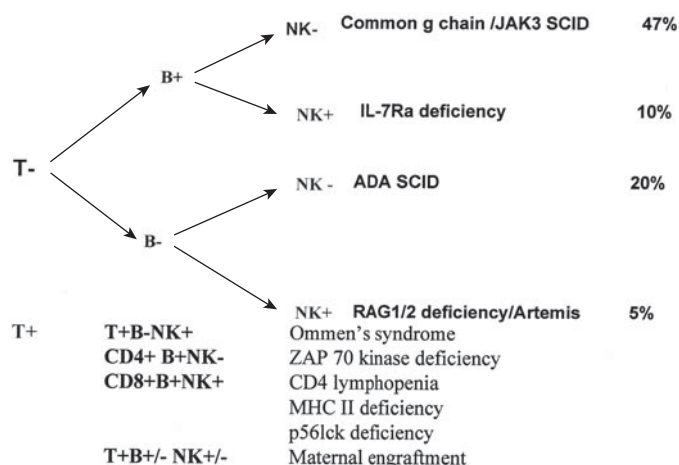 NK- Common g chain /JAK3 SCID 47%
B+
NK+ IL-7Ra deficiency 10%
T-
NK - ADA SCID 20%
B-
NK+ RAG1/2 deficiency/Artemis 5%
T+ T+B-NK+ Ommen's syndrome
CD4+ B+NK- ZAP 70 kinase deficiency
CD8+B+NK+ CD4 lymphopenia
MHC II deficiency
p56lck deficiency
T+B+/- NK+/- Maternal engraftment